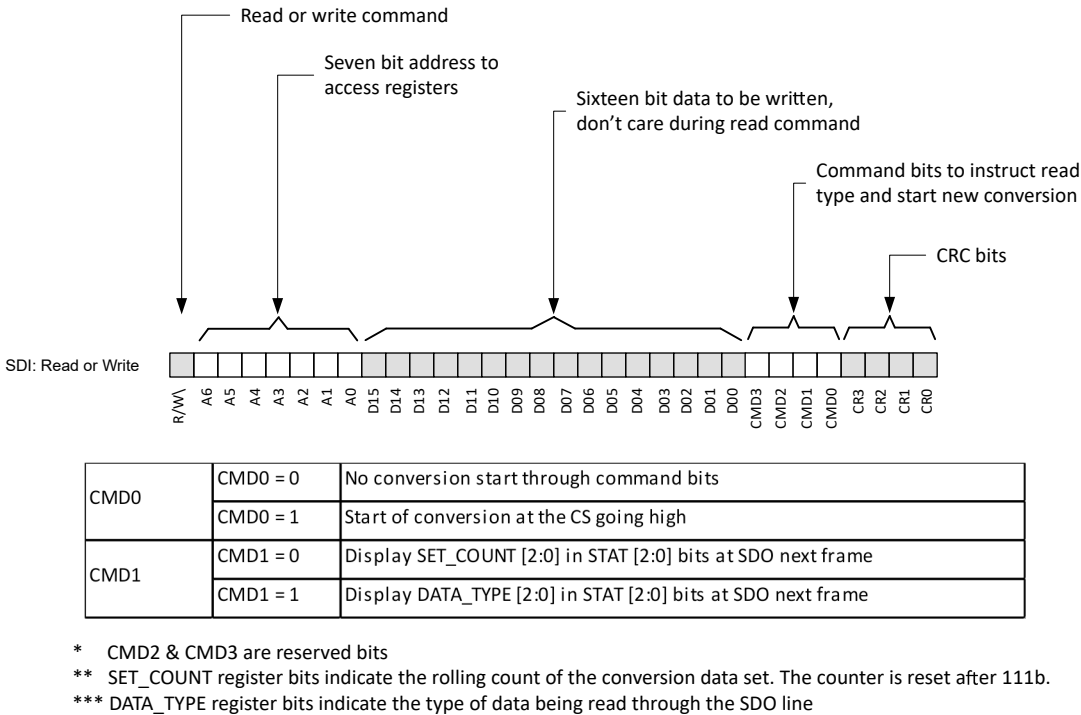 Read or write command
Seven bit address to
access registers
Sixteen bit data to be written,
don't care during read command
Command bits to instruct read
type and start new conversion
CRC bits
SDI: Read or Write
R/W\ A6 A5 A4 A3 A2 A1 A0 D15 D14 D13 D12 D11 D10 D09 D08 D07 D06 D05 D04 D03 D02 D01 D00 CMD3 CMD2 CMD1 CMD0 CR3 CR2 CR1 CR0
CMD0
CMD0 = 0 No conversion start through command bits
CMD0 = 1 Start of conversion at the CS going high
CMD1
CMD1 = 0 Display SET_COUNT [2:0] in STAT [2:0] bits at SDO next frame
CMD1 = 1 Display DATA_TYPE [2:0] in STAT [2:0] bits at SDO next frame
* CMD2 & CMD3 are reserved bits
** SET_COUNT register bits indicate the rolling count of the conversion data set. The counter is reset after 111b.
*** DATA_TYPE register bits indicate the type of data being read through the SDO line